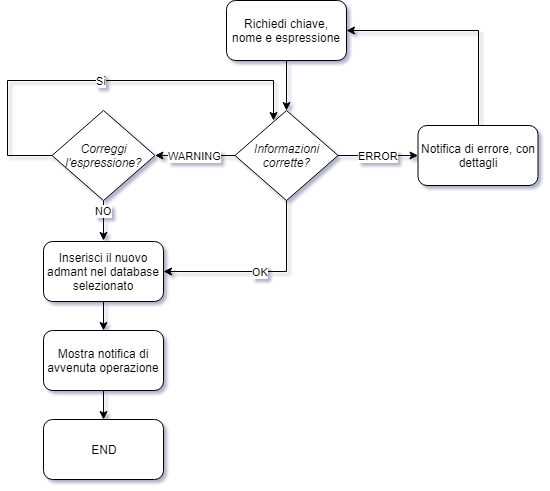 Richiedi chiave,
nome e espressione
Sì
Correggi
l'espressione?
WARNING
Informazioni
corrette?
ERROR
Notifica di errore, con
dettagli
NO
Inserisci il nuovo
admant nel database
selezionato
OK
Mostra notifica di
avvenuta operazione
END